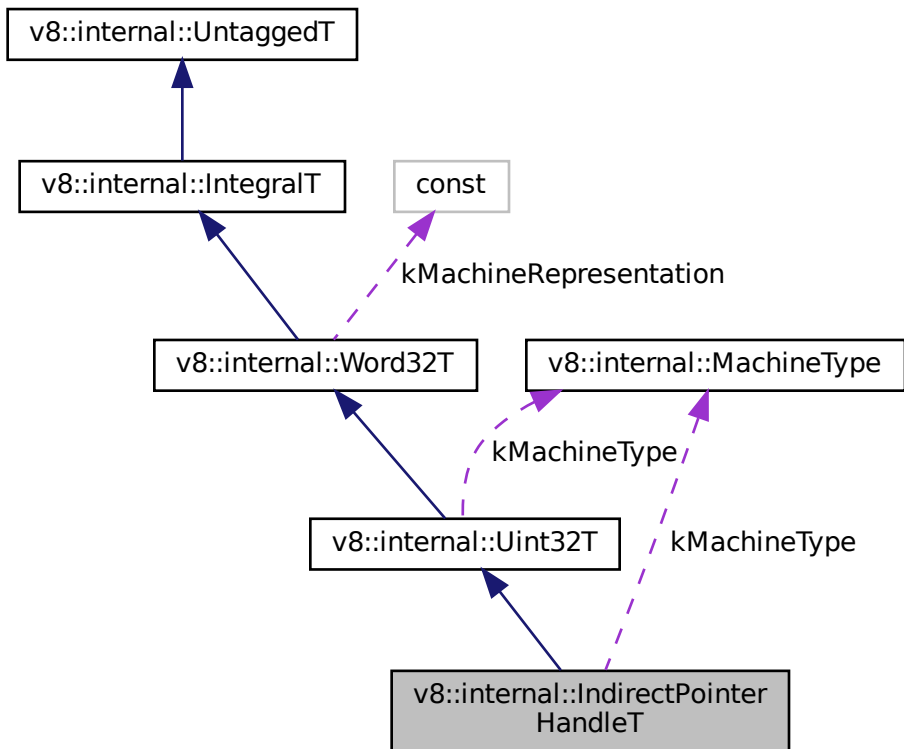 v8::internal::UntaggedT
v8::internal::IntegralT
const
kMachineRepresentation
v8::internal::Word32T
v8::internal::MachineType
kMachineType
v8::internal::Uint32T
kMachineType
v8::internal::IndirectPointer
HandleT